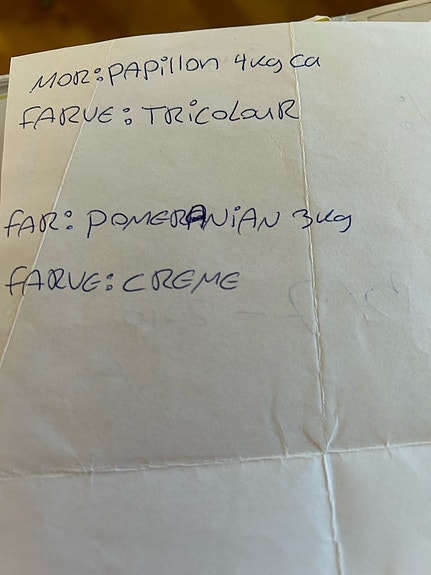 MOR: PAPillON 4kg ca
FARVE: TRiCOLOUR
FAR: POMERANiAN 3kg
FARVE: CREME